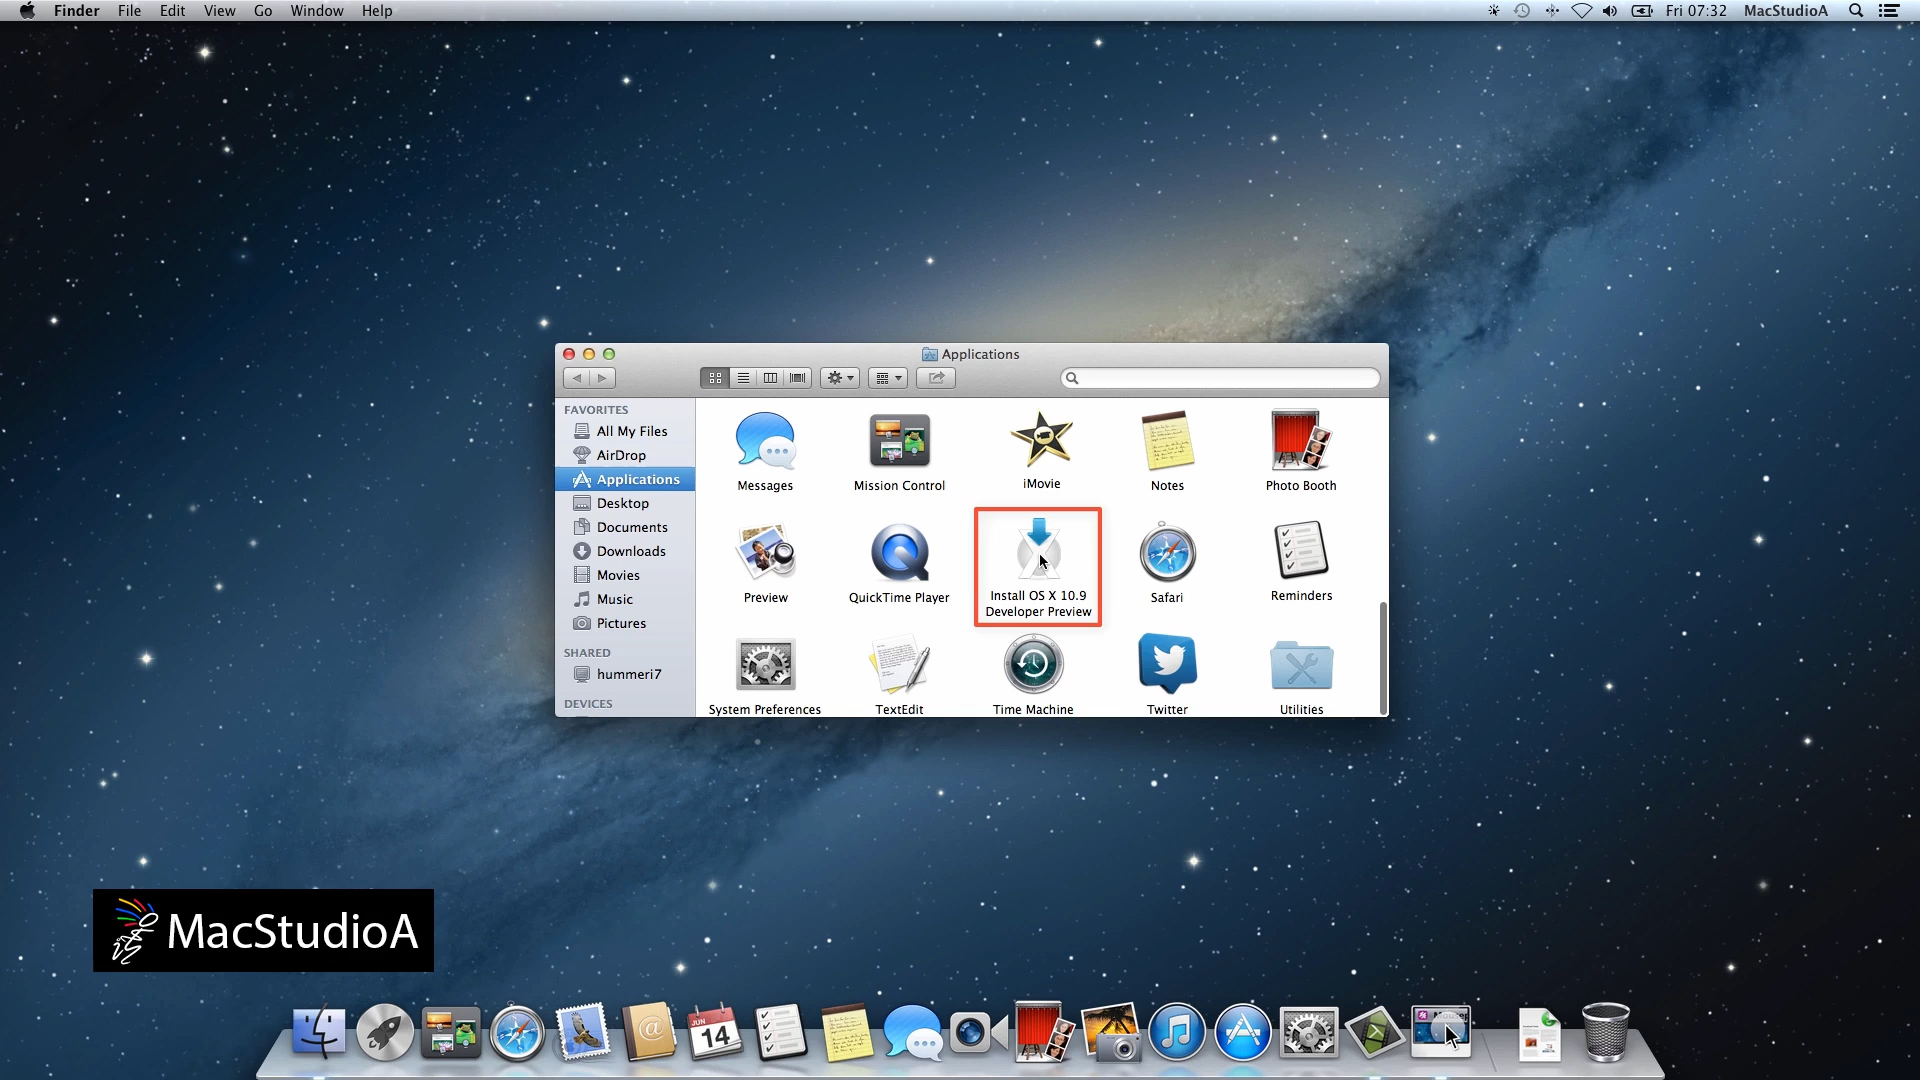 Finder File Edit View Go Window Help
Fri 07:32 MacStudioA
Applications
FAVORITES
All My Files
AirDrop
Applications
Desktop
Documents
Downloads
Movies
Music
Pictures
SHARED
hummeri7
DEVICES
Messages
Mission Control
iMovie
Notes
Photo Booth
Preview
QuickTime Player
Install OS X 10.9
Developer Preview
Safari
Reminders
System Preferences
TextEdit
Time Machine
Twitter
Utilities
MacStudioA
JUN
14